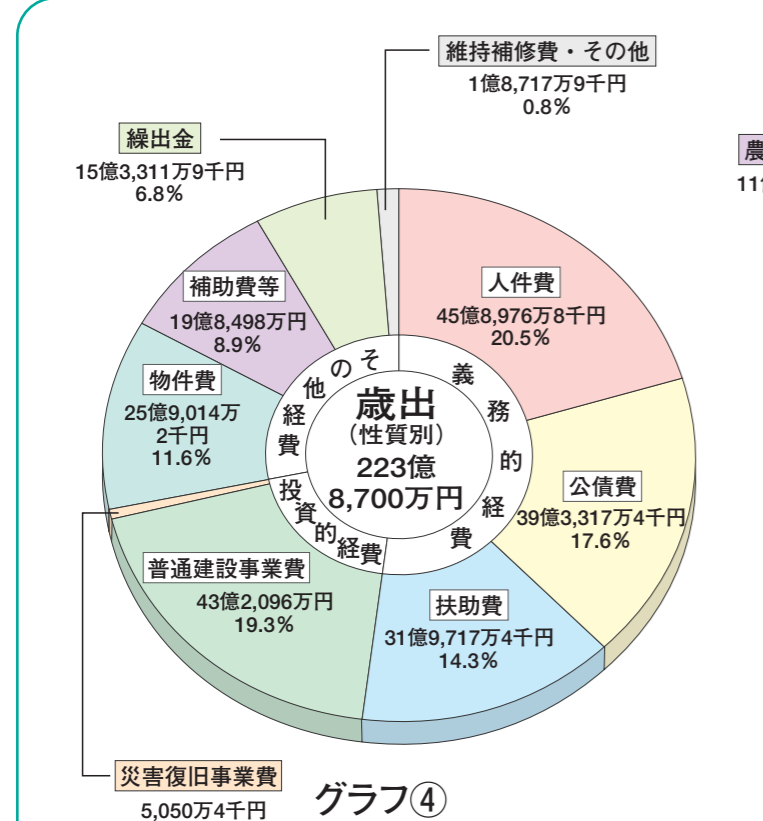 維持補修費・その他
1億8,717万9千円
0.8%
繰出金
15億3,311万9千円
6.8%
農
11
補助費等
19億8,498万円
8.9%
人件費
45億8,976万8千円
20.5%
物件費
25億9,014万
2千円
11.6%
その他の経費
義務的経費
投資的経費
歳出
(性質別)
223億
8,700万円
公債費
39億3,317万4千円
17.6%
普通建設事業費
43億2,096万円
19.3%
扶助費
31億9,717万4千円
14.3%
災害復旧事業費
5,050万4千円
グラフ④